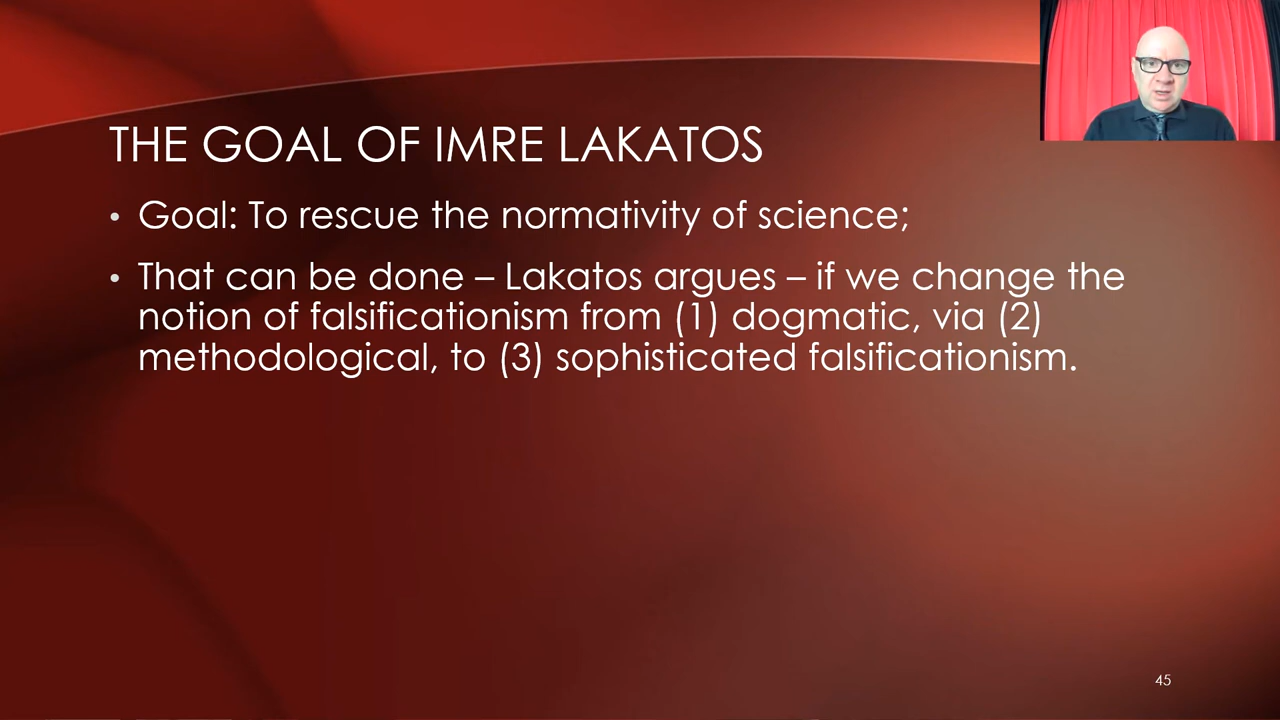 THE GOAL OF IMRE LAKATOS
• Goal: To rescue the normativity of science;
• That can be done – Lakatos argues – if we change the
notion of falsificationism from (1) dogmatic, via (2)
methodological, to (3) sophisticated falsificationism.
45